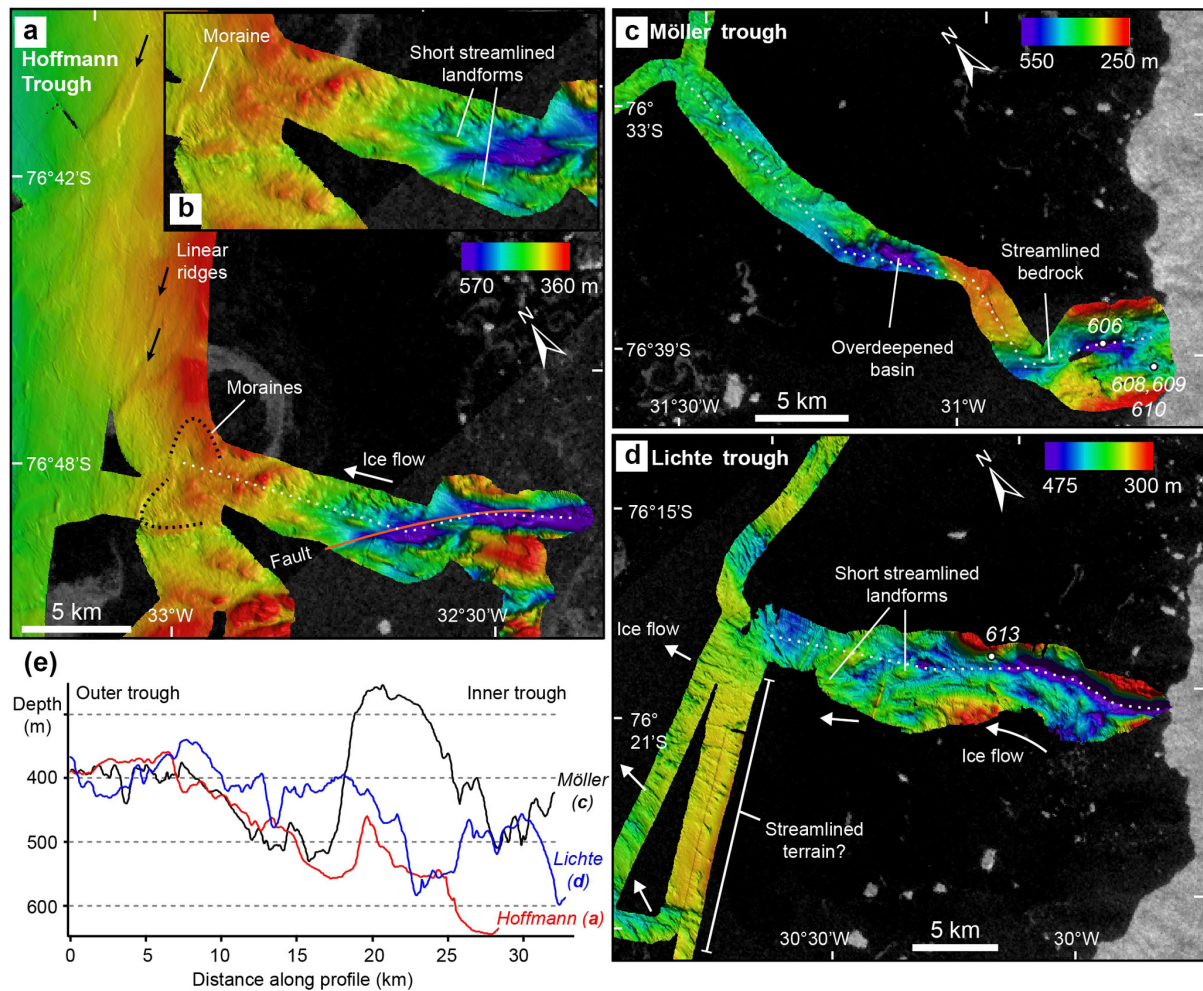 a
Hoffmann
Trough
Moraine
Short streamlined
landforms
b
76°42'S
Linear
ridges
N
570 360 m
Moraines
76°48'S
Ice flow
Fault
5 km
33°W
32°30'W
c Möller trough
N
550 250 m
76°
33'S
Streamlined
bedrock
606
Overdeepened
basin
76°39'S
608,609
610
31°30'W
5 km
31°W
d Lichte trough
N
475 300 m
76°15'S
Short streamlined
landforms
613
Ice flow
76°
21'S
Ice flow
Streamlined
terrain?
5 km
30°30'W
30°W
(e)
Outer trough Inner trough
Depth
(m)
400
500
600
Möller
(c)
Lichte
(d)
Hoffmann (a)
0 5 10 15 20 25 30
Distance along profile (km)